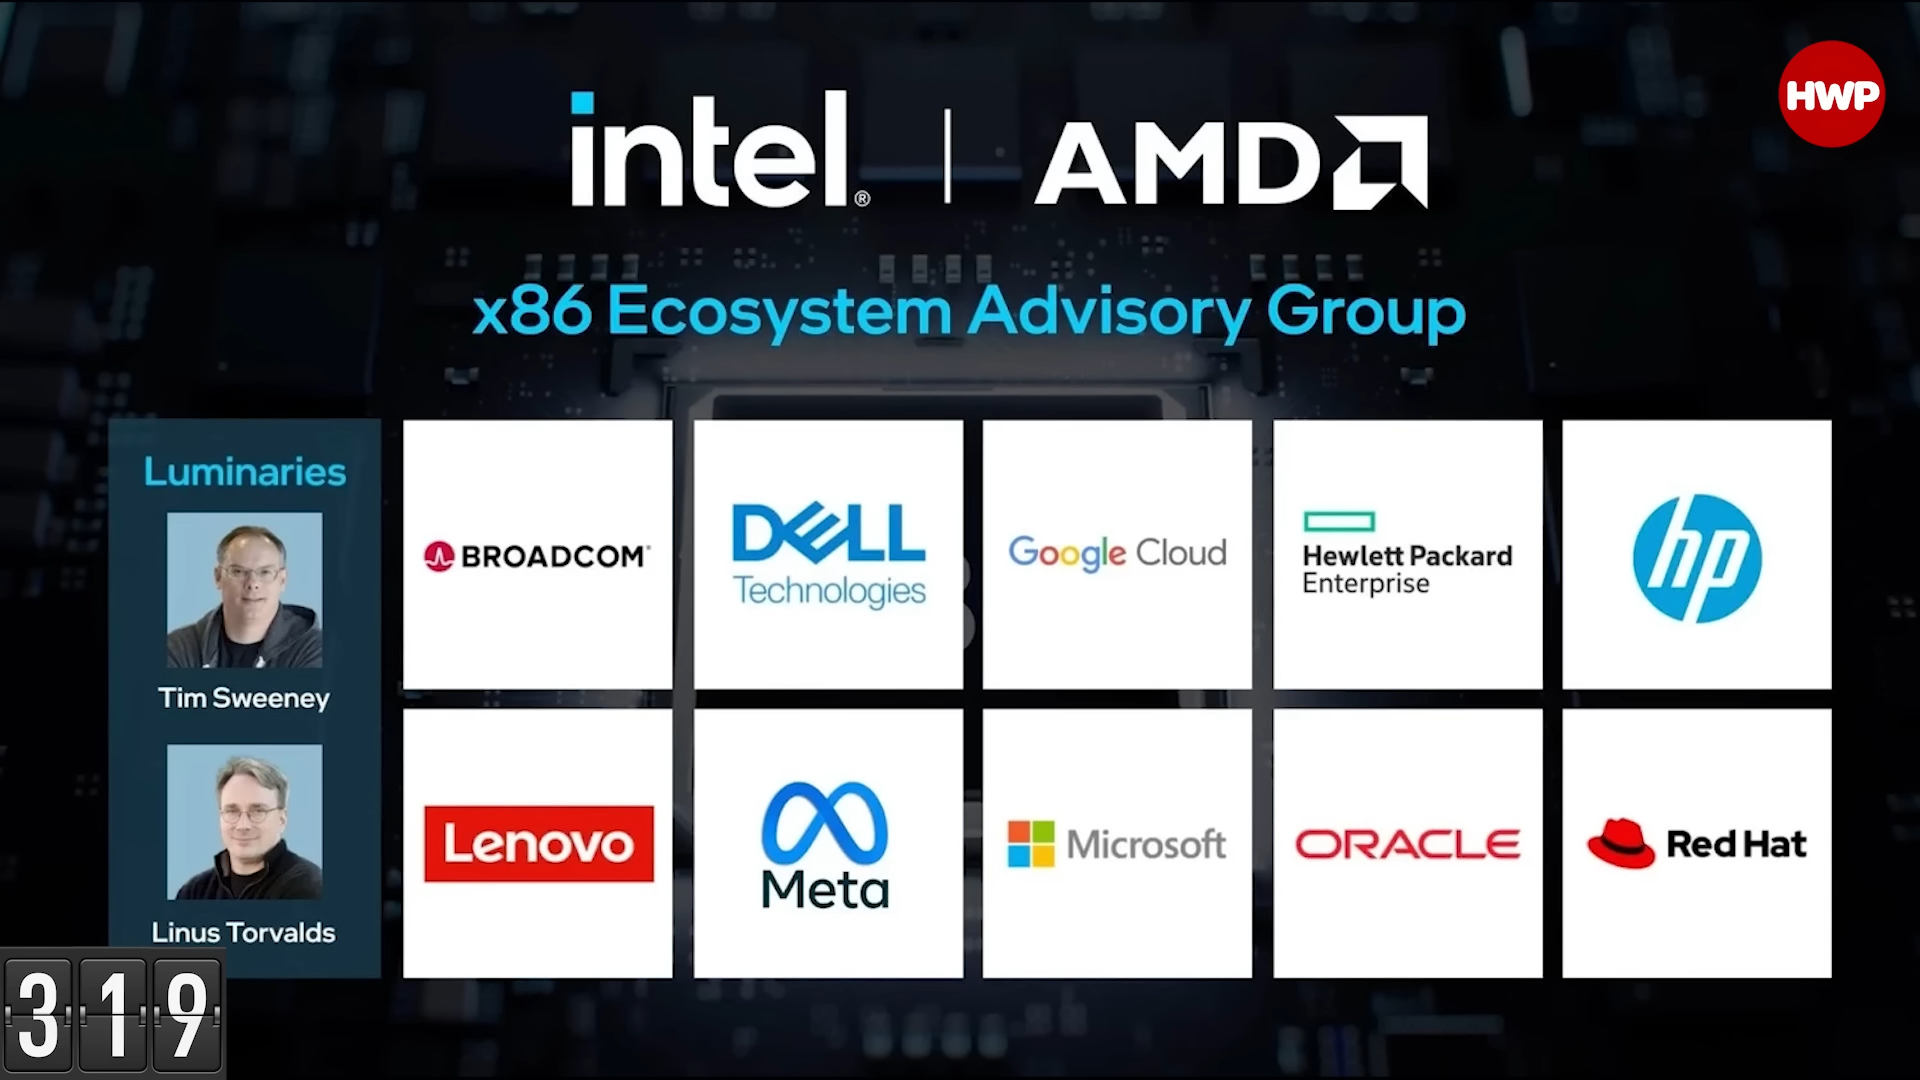 intel® | AMD
HWP
x86 Ecosystem Advisory Group
Luminaries
Tim Sweeney
Linus Torvalds
BROADCOM®
DELL
Technologies
Google Cloud
Hewlett Packard
Enterprise
hp
Lenovo
Meta
Microsoft
ORACLE
Red Hat
319